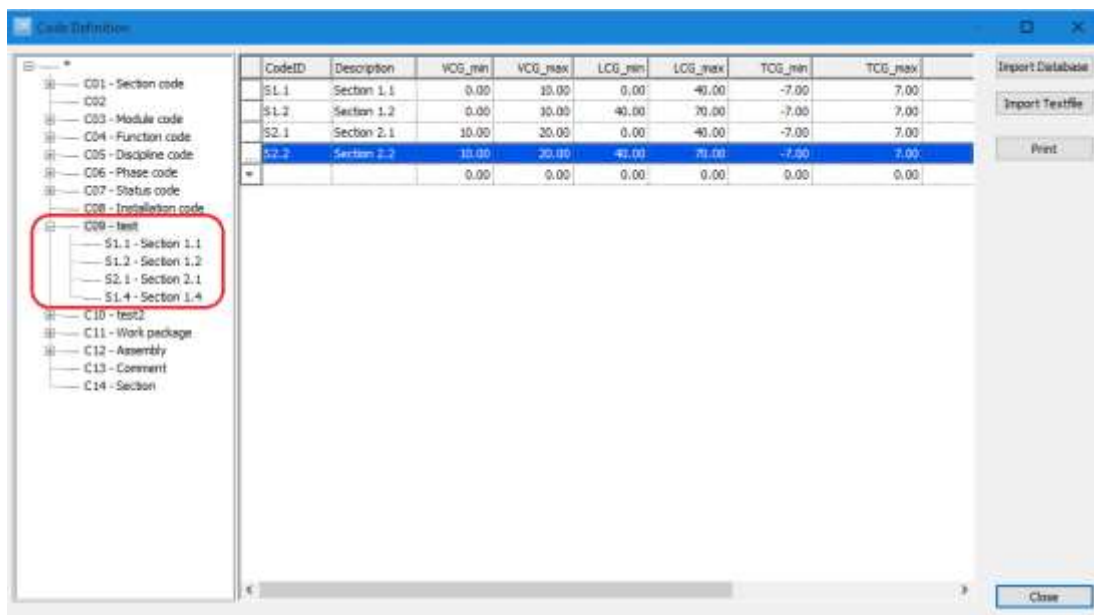 Code Definition
*
C01 - Section code
C02
C03 - Module code
C04 - Function code
C05 - Discipline code
C06 - Phase code
C07 - Status code
C08 - Installation code
C09 - test
S1.1 - Section 1.1
S1.2 - Section 1.2
S2.1 - Section 2.1
S1.4 - Section 1.4
C10 - test2
C11 - Work package
C12 - Assembly
C13 - Comment
C14 - Section
CodeID Description VCG_min VCG_max LCG_min LCG_max TCG_min TCG_max
S1.1 Section 1.1 0.00 10.00 0.00 40.00 -7.00 7.00
S1.2 Section 1.2 0.00 10.00 40.00 70.00 -7.00 7.00
S2.1 Section 2.1 10.00 20.00 0.00 40.00 -7.00 7.00
S2.2 Section 2.2 10.00 20.00 40.00 70.00 -7.00 7.00
* 0.00 0.00 0.00 0.00 0.00 0.00
Import Database
Import Textfile
Print
Close